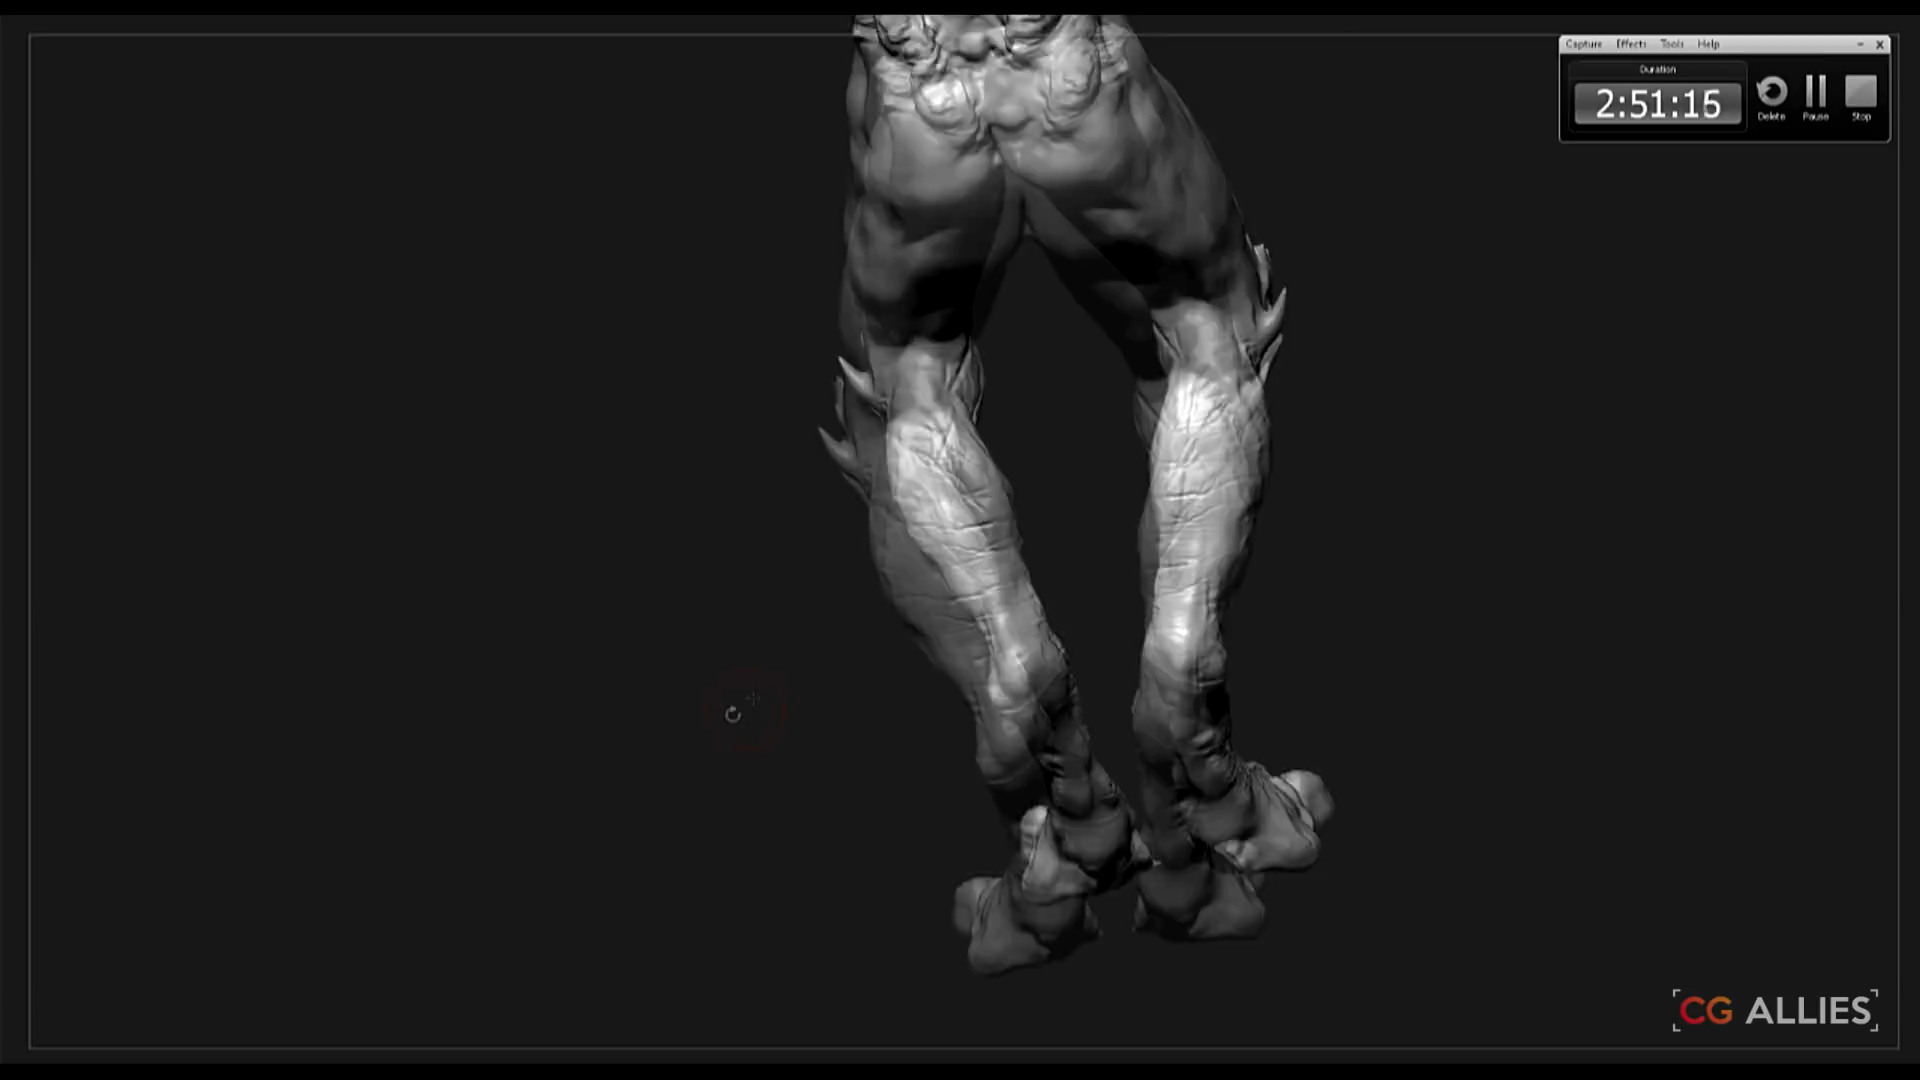 Capture Effects Tools Help
Duration
2:51:15
Delete Pause Stop
CG ALLIES